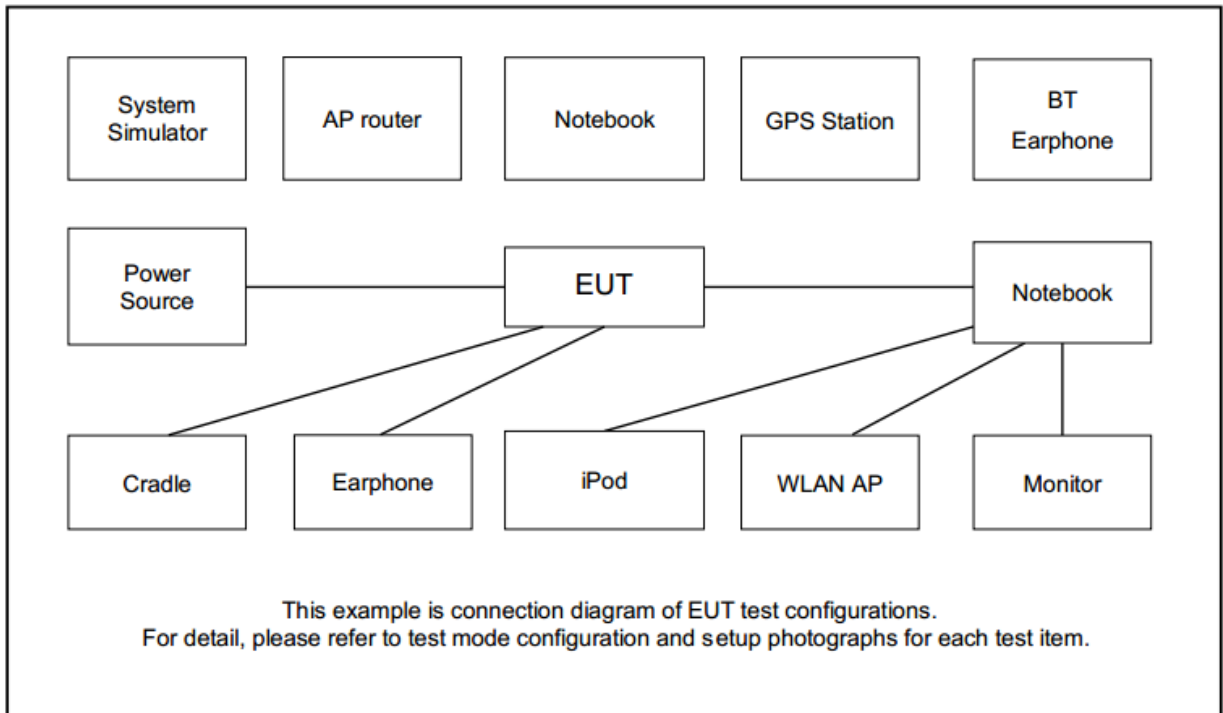 System
Simulator
AP router
Notebook
GPS Station
BT
Earphone
Power
Source
EUT
Notebook
Cradle
Earphone
iPod
WLAN AP
Monitor
This example is connection diagram of EUT test configurations.
For detail, please refer to test mode configuration and setup photographs for each test item.